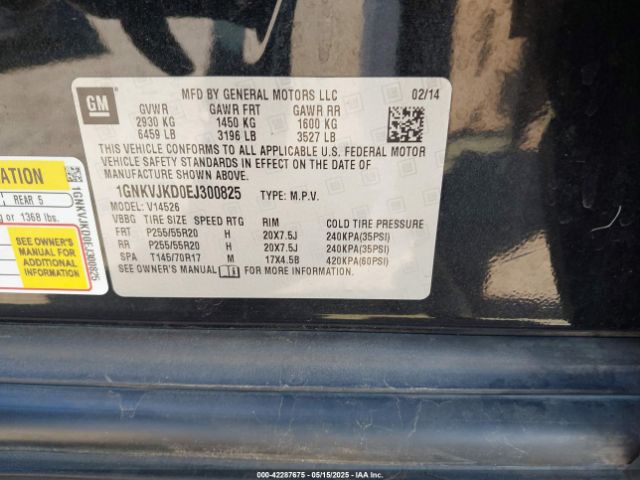 GM
MFD BY GENERAL MOTORS LLC 02/14
GVWR GAWR FRT GAWR RR
2930 KG 1450 KG 1600 KG
6459 LB 3196 LB 3527 LB
THIS VEHICLE CONFORMS TO ALL APPLICABLE U.S. FEDERAL MOTOR
VEHICLE SAFETY STANDARDS IN EFFECT ON THE DATE OF
MANUFACTURE SHOWN ABOVE.
1GNKVJKD0EJ300825 TYPE: M.P.V.
MODEL: V14526
VBBG TIRE SIZE SPEED RTG RIM COLD TIRE PRESSURE
FRT P255/55R20 H 20X7.5J 240KPA(35PSI)
RR P255/55R20 H 20X7.5J 240KPA(35PSI)
SPA T145/70R17 M 17X4.5B 420KPA(60PSI)
SEE OWNER'S MANUAL FOR MORE INFORMATION.
REAR 5
or 1368 lbs.
SEE OWNER'S
MANUAL FOR
ADDITIONAL
INFORMATION
1GNKVJKD0EJ300825
000-42287675 05/15/2025 IAAI.COM